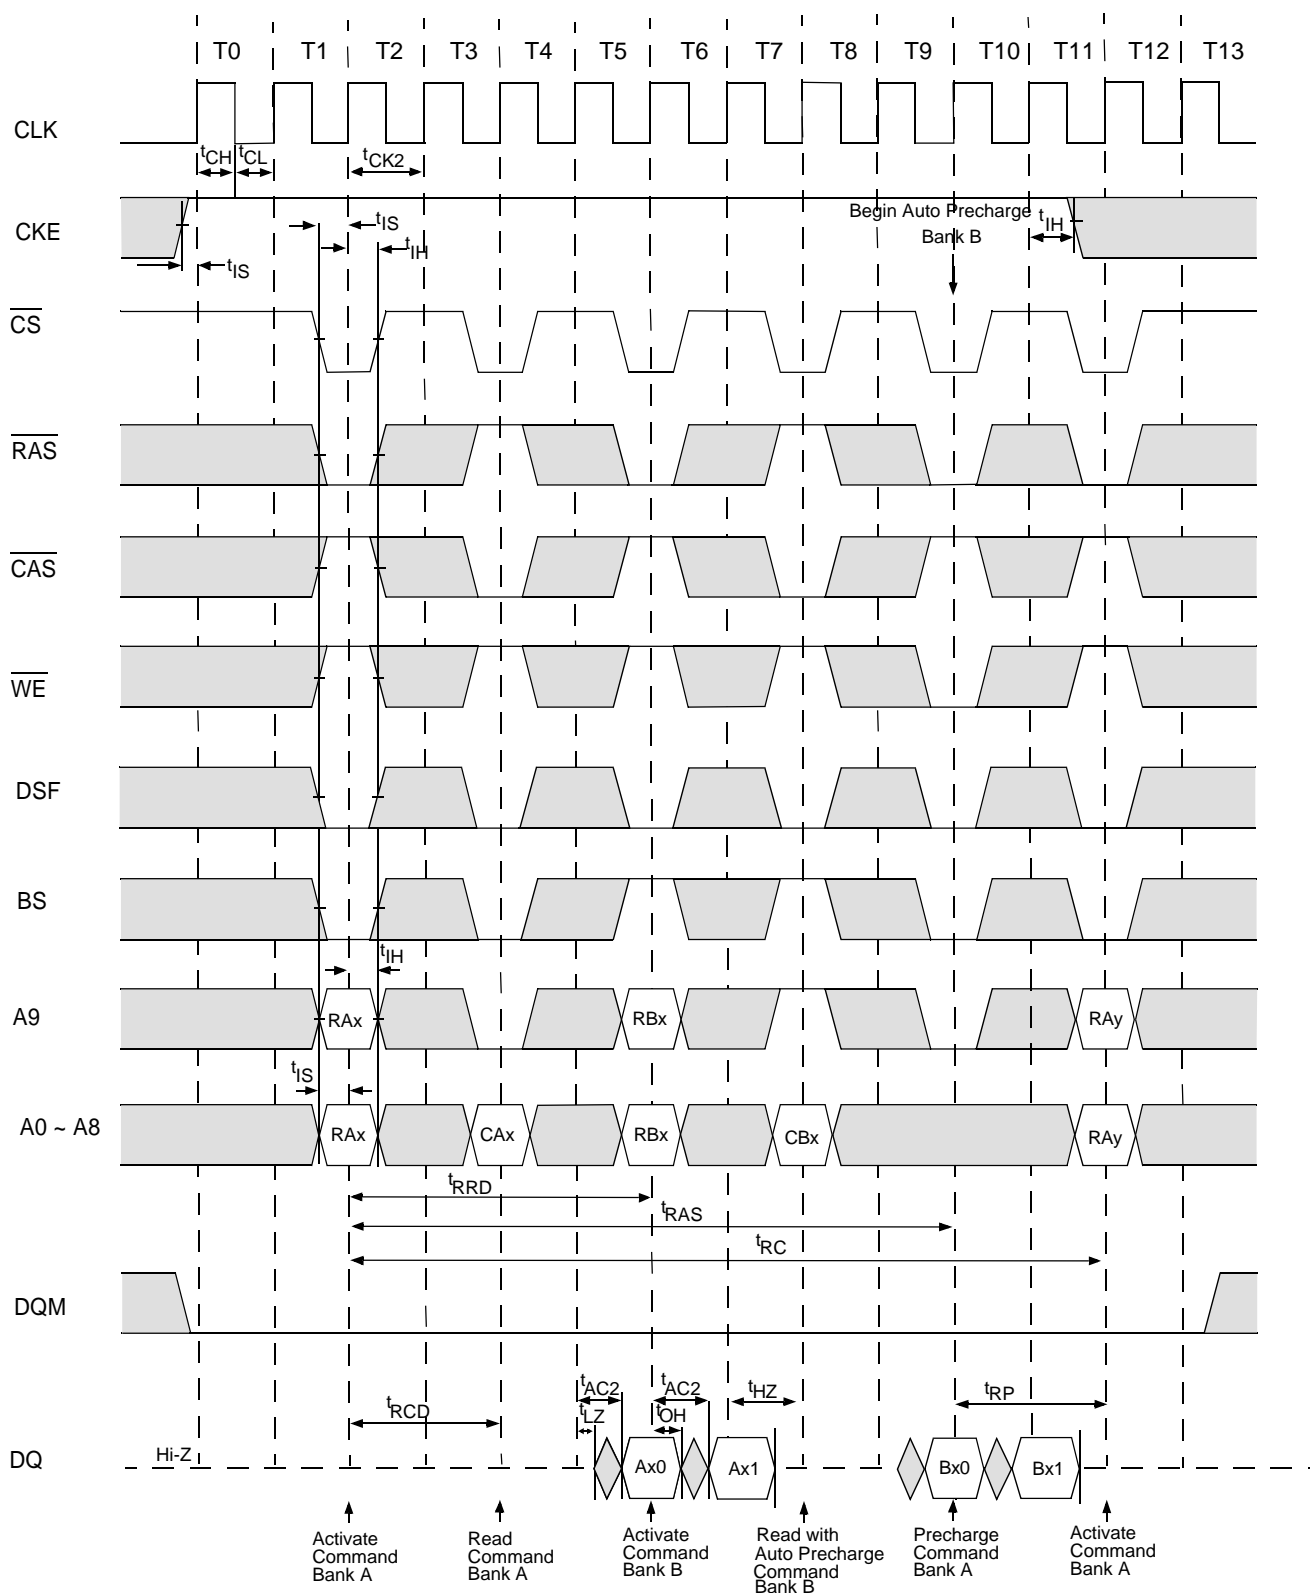 T0 T1 T2 T3 T4 T5 T6 T7 T8 T9 T10 T11 T12 T13
CLK
tCH tCL tCK2
CKE
tIS
tIH
tIS
Begin Auto Precharge
Bank B
tIH
CS
RAS
CAS
WE
DSF
BS
tIH
A9
RAx RBx RAy
tIS
A0 ~ A8
RAx CAx RBx CBx RAy
tRRD
tRAS
tRC
DQM
tRCD
tAC2 tAC2 tHZ tRP
tLZ tOH
DQ
Hi-Z
Ax0 Ax1 Bx0 Bx1
Activate
Command
Bank A
Read
Command
Bank A
Activate
Command
Bank B
Read with
Auto Precharge
Command
Bank B
Precharge
Command
Bank A
Activate
Command
Bank A